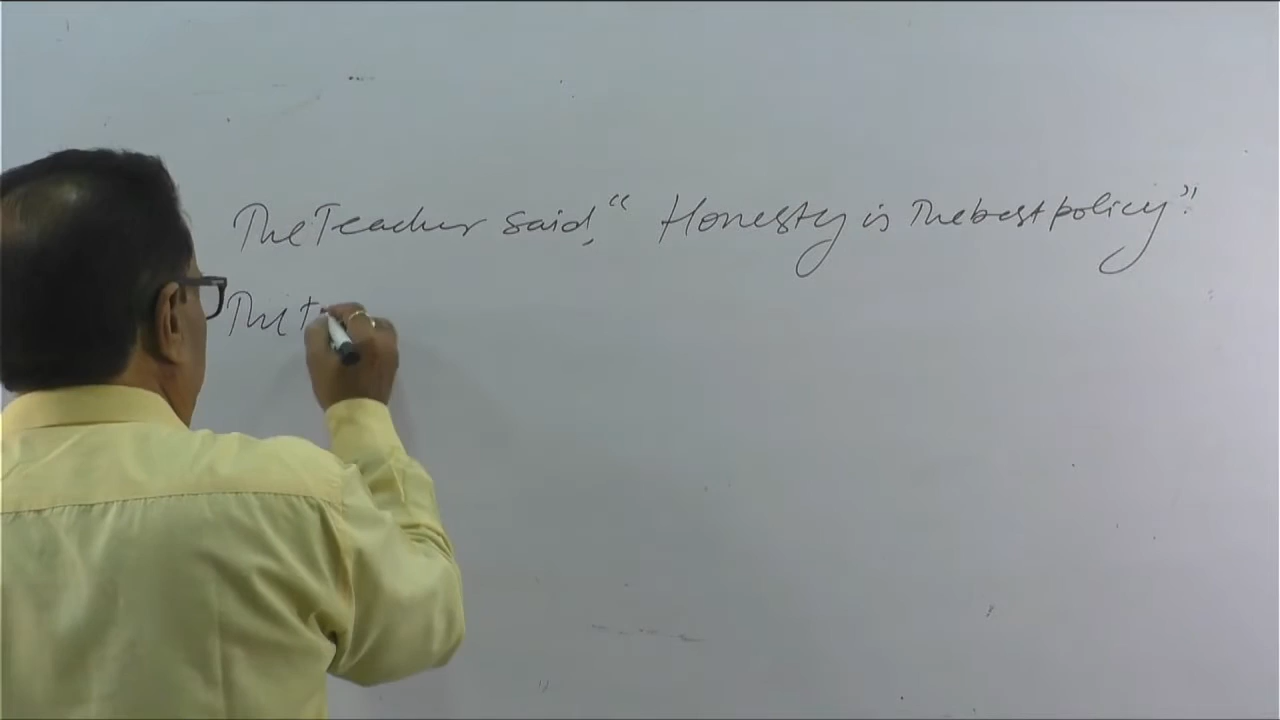 The Teacher said, "Honesty is the best policy".
The t